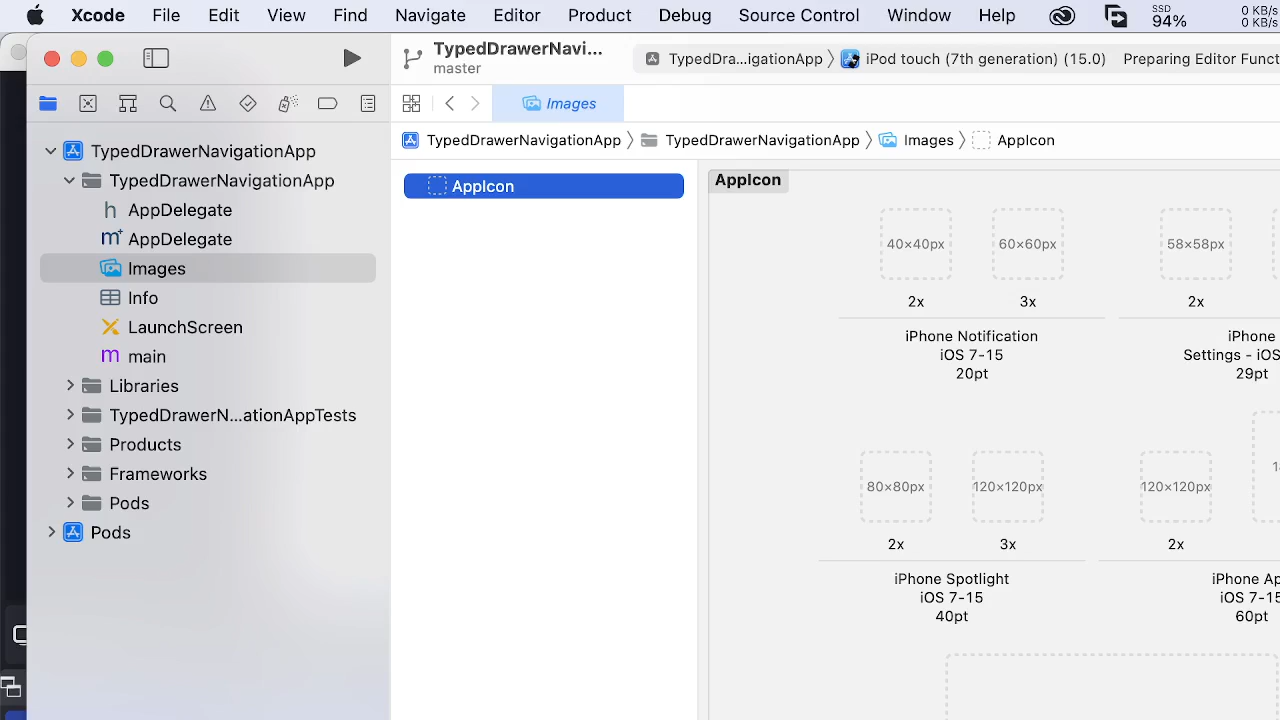 Xcode File Edit View Find Navigate Editor Product Debug Source Control Window Help SSD 94% 0 KB/s 0 KB/s
TypedDrawerNavi...
master
TypedDra...igationApp iPod touch (7th generation) (15.0) Preparing Editor Funct
Images
TypedDrawerNavigationApp TypedDrawerNavigationApp Images AppIcon
TypedDrawerNavigationApp
TypedDrawerNavigationApp
h AppDelegate
m+ AppDelegate
Images
Info
LaunchScreen
m main
Libraries
TypedDrawerN...ationAppTests
Products
Frameworks
Pods
Pods
AppIcon
AppIcon
40×40px 60×60px 58×58px
2x 3x 2x
iPhone Notification
iOS 7-15
20pt
iPhone
Settings - iOS
29pt
80×80px 120×120px 120×120px
2x 3x 2x
iPhone Spotlight
iOS 7-15
40pt
iPhone Ap
iOS 7-15
60pt